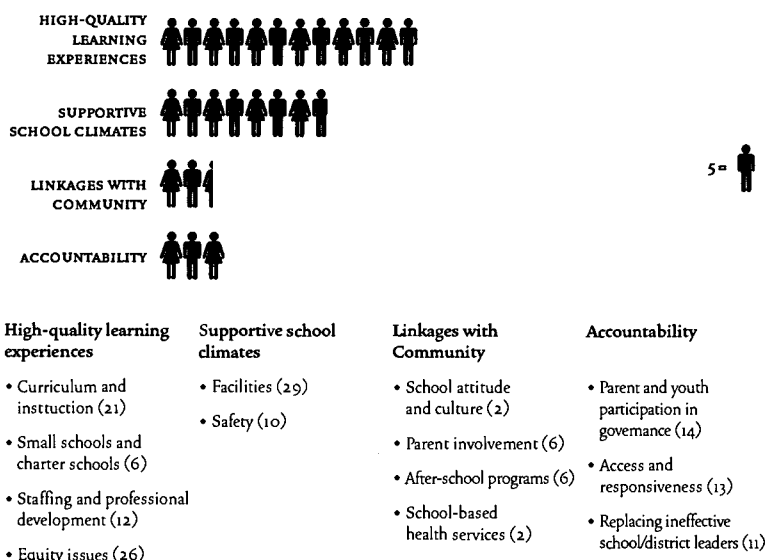 HIGH-QUALITY
LEARNING
EXPERIENCES
SUPPORTIVE
SCHOOL CLIMATES
LINKAGES WITH
COMMUNITY
ACCOUNTABILITY
5=
High-quality learning
experiences
• Curriculum and
insttuction (21)
• Small schools and
charter schools (6)
• Staffing and professional
development (12)
• Equity issues (26)
Supportive school
climates
• Facilities (29)
• Safety (10)
Linkages with
Community
• School attitude
and culture (2)
• Parent involvement (6)
• After-school programs (6)
• School-based
health services (2)
Accountability
• Parent and youth
participation in
governance (14)
• Access and
responsiveness (13)
• Replacing ineffective
school/district leaders (11)